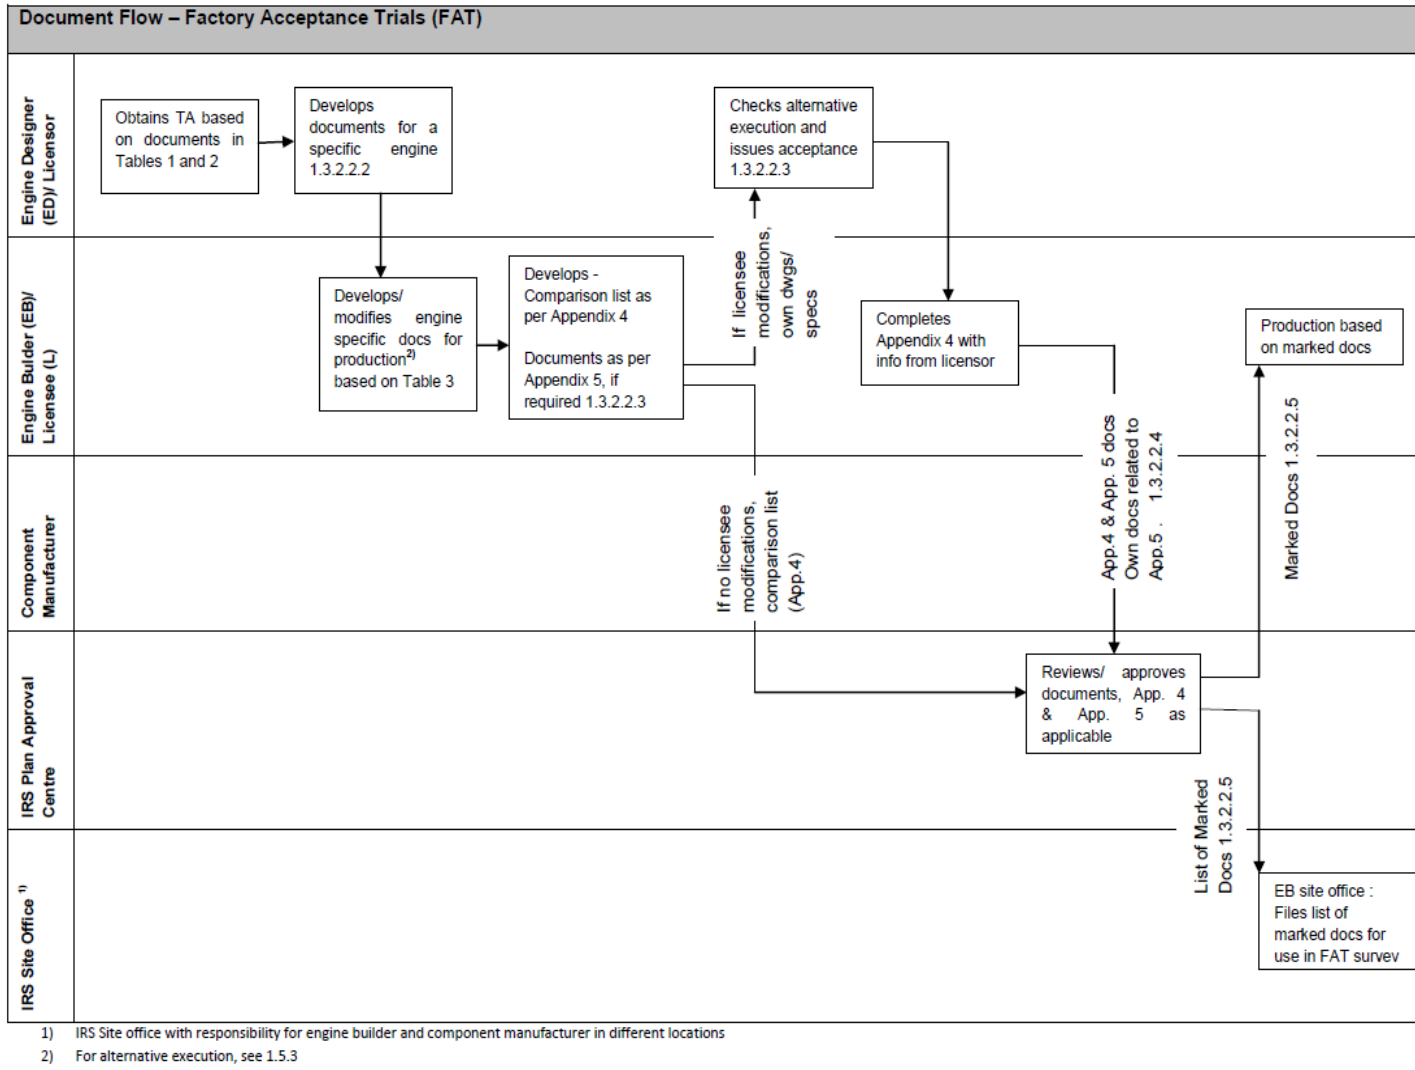 Document Flow – Factory Acceptance Trials (FAT)
Engine Designer
(ED)/ Licensor
Obtains TA based
on documents in
Tables 1 and 2
Develops
documents for a
specific engine
1.3.2.2.2
Checks alternative
execution and
issues acceptance
1.3.2.2.3
Engine Builder (EB)/
Licensee (L)
Develops/
modifies engine
specific docs for
production2)
based on Table 3
Develops -
Comparison list as
per Appendix 4
Documents as per
Appendix 5, if
required 1.3.2.2.3
If licensee
modifications,
own dwgs/
specs
Completes
Appendix 4 with
info from licensor
Production based
on marked docs
Component
Manufacturer
If no licensee
modifications,
comparison list
(App.4)
App.4 & App. 5 docs
Own docs related to
App.5 . 1.3.2.2.4
Marked Docs 1.3.2.2.5
IRS Plan Approval
Centre
Reviews/ approves
documents, App. 4
& App. 5 as
applicable
List of Marked
Docs 1.3.2.2.5
IRS Site Office 1)
EB site office :
Files list of
marked docs for
use in FAT survey
1) IRS Site office with responsibility for engine builder and component manufacturer in different locations
2) For alternative execution, see 1.5.3